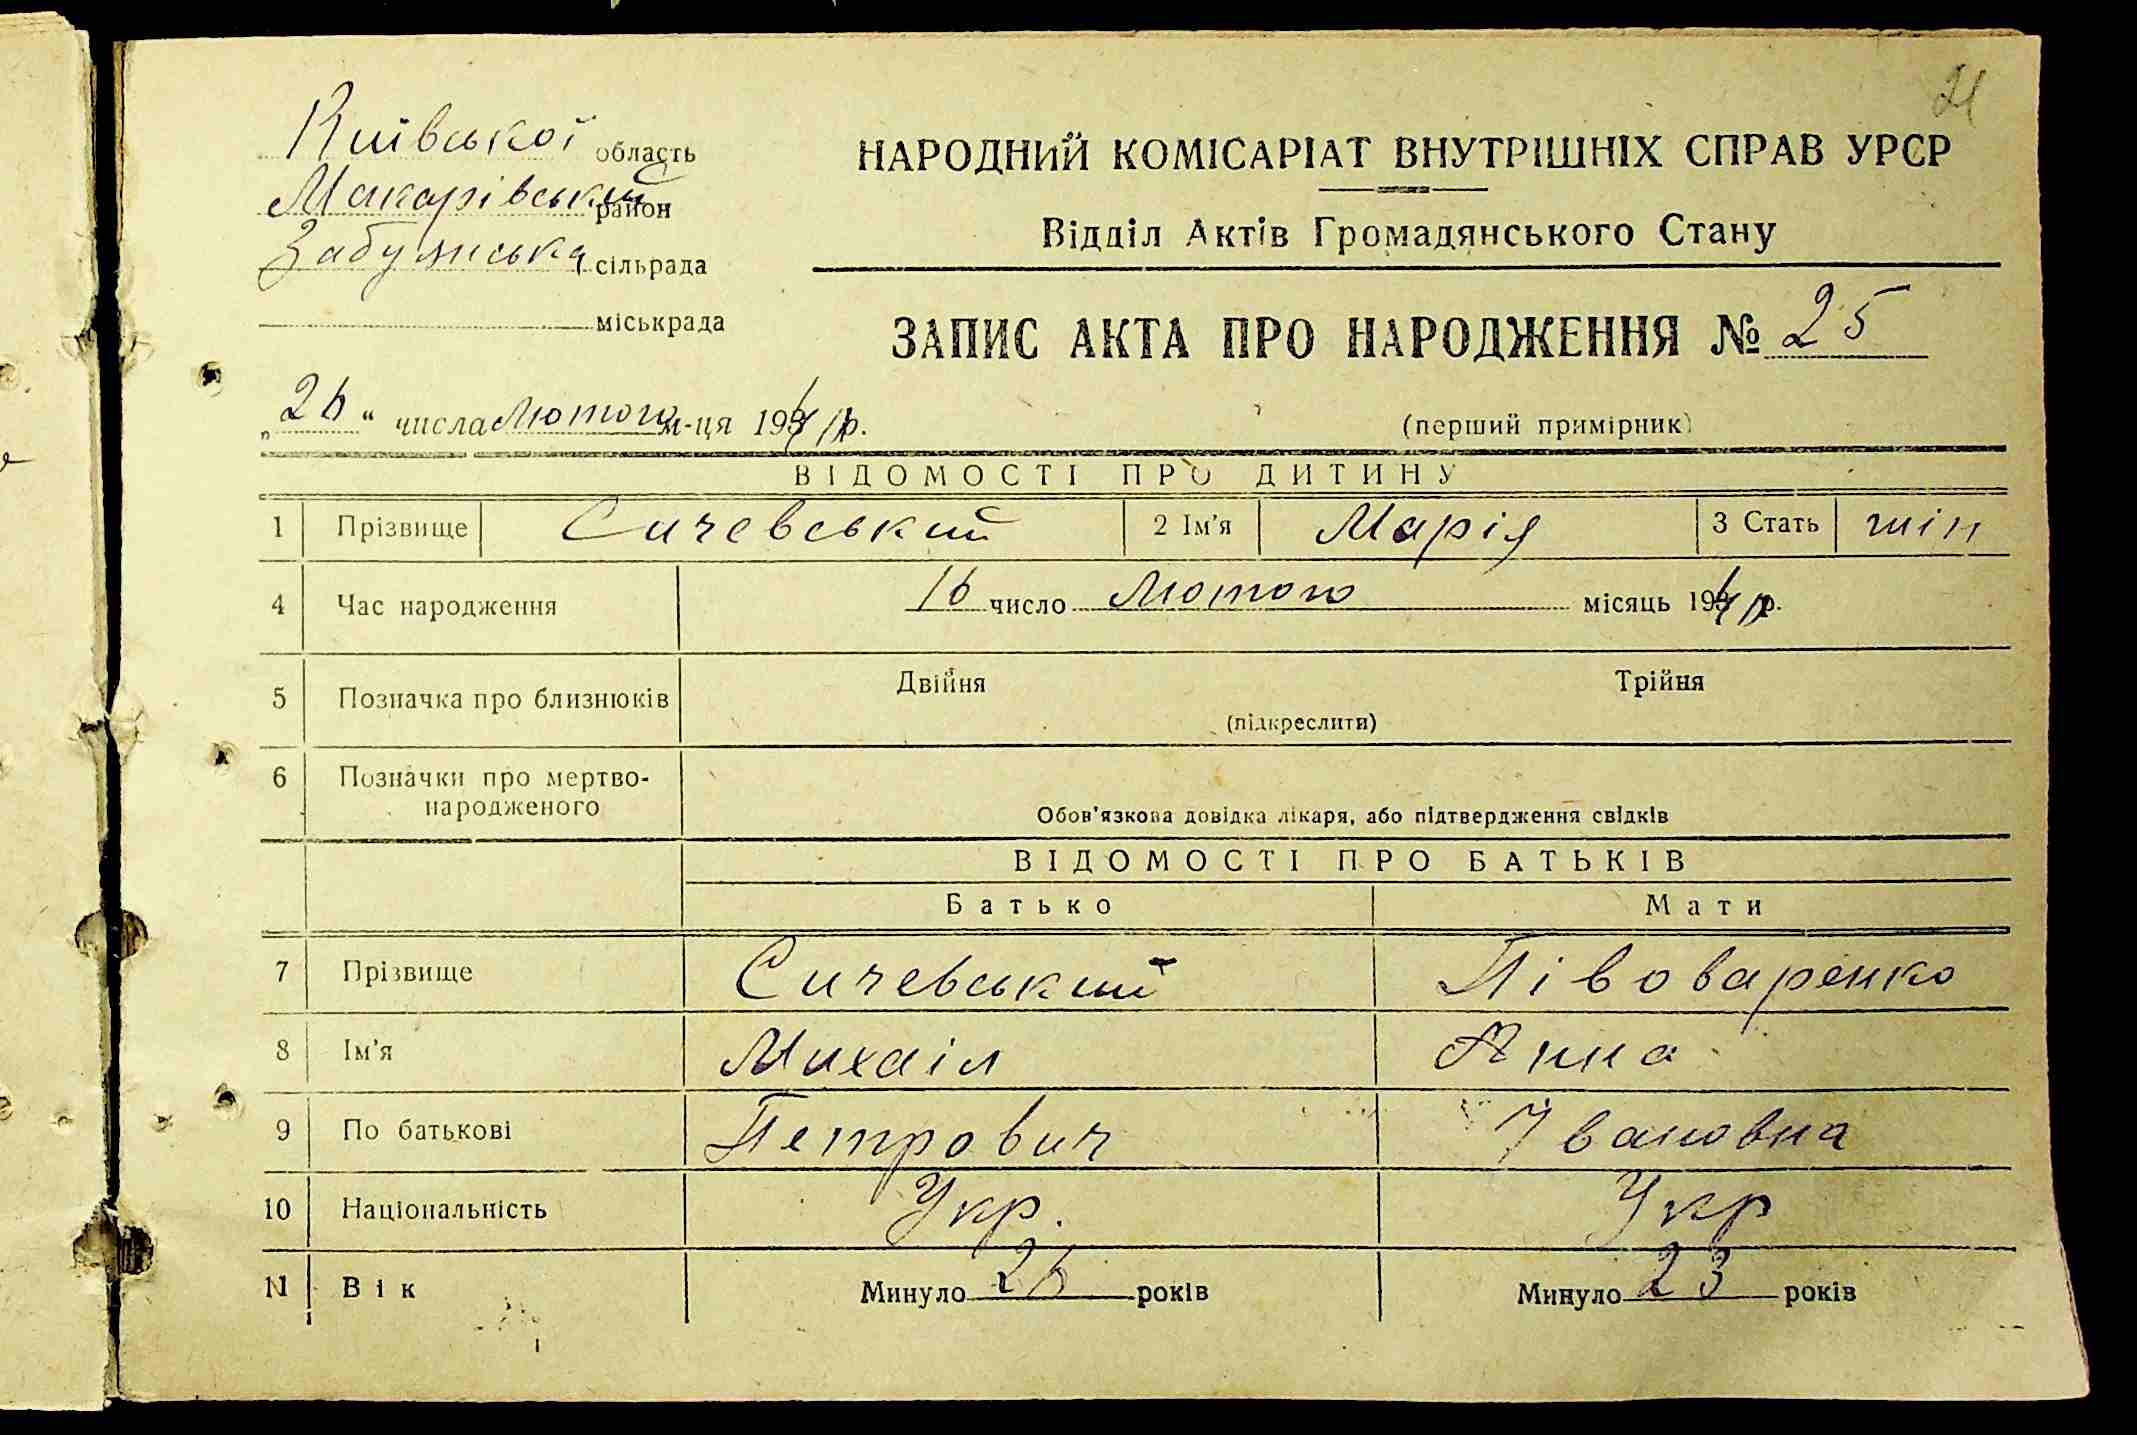 21
Київської область
Макарівський район
Забуянська сільрада
міськрада
НАРОДНИЙ КОМІСАРІАТ ВНУТРІШНІХ СПРАВ УРСР
Відділ Актів Громадянського Стану
ЗАПИС АКТА ПРО НАРОДЖЕННЯ № 25
„26“ числа Лютого м-ця 1941 р.
(перший примірник)
ВІДОМОСТІ ПРО ДИТИНУ
1 Прізвище Сичевський 2 Ім'я Марія 3 Стать жін
4 Час народження 16 число Лютого місяць 1941 р.
5 Позначка про близнюків Двійня Трійня
(підкреслити)
6 Позначки про мертво-
народженого
Обов'язкова довідка лікаря, або підтвердження свідків
ВІДОМОСТІ ПРО БАТЬКІВ
Батько Мати
7 Прізвище Сичевський Півоваренко
8 Ім'я Михаіл Анна
9 По батькові Петрович Івановна
10 Національність Укр. Укр
11 Вік Минуло 26 років Минуло 23 років